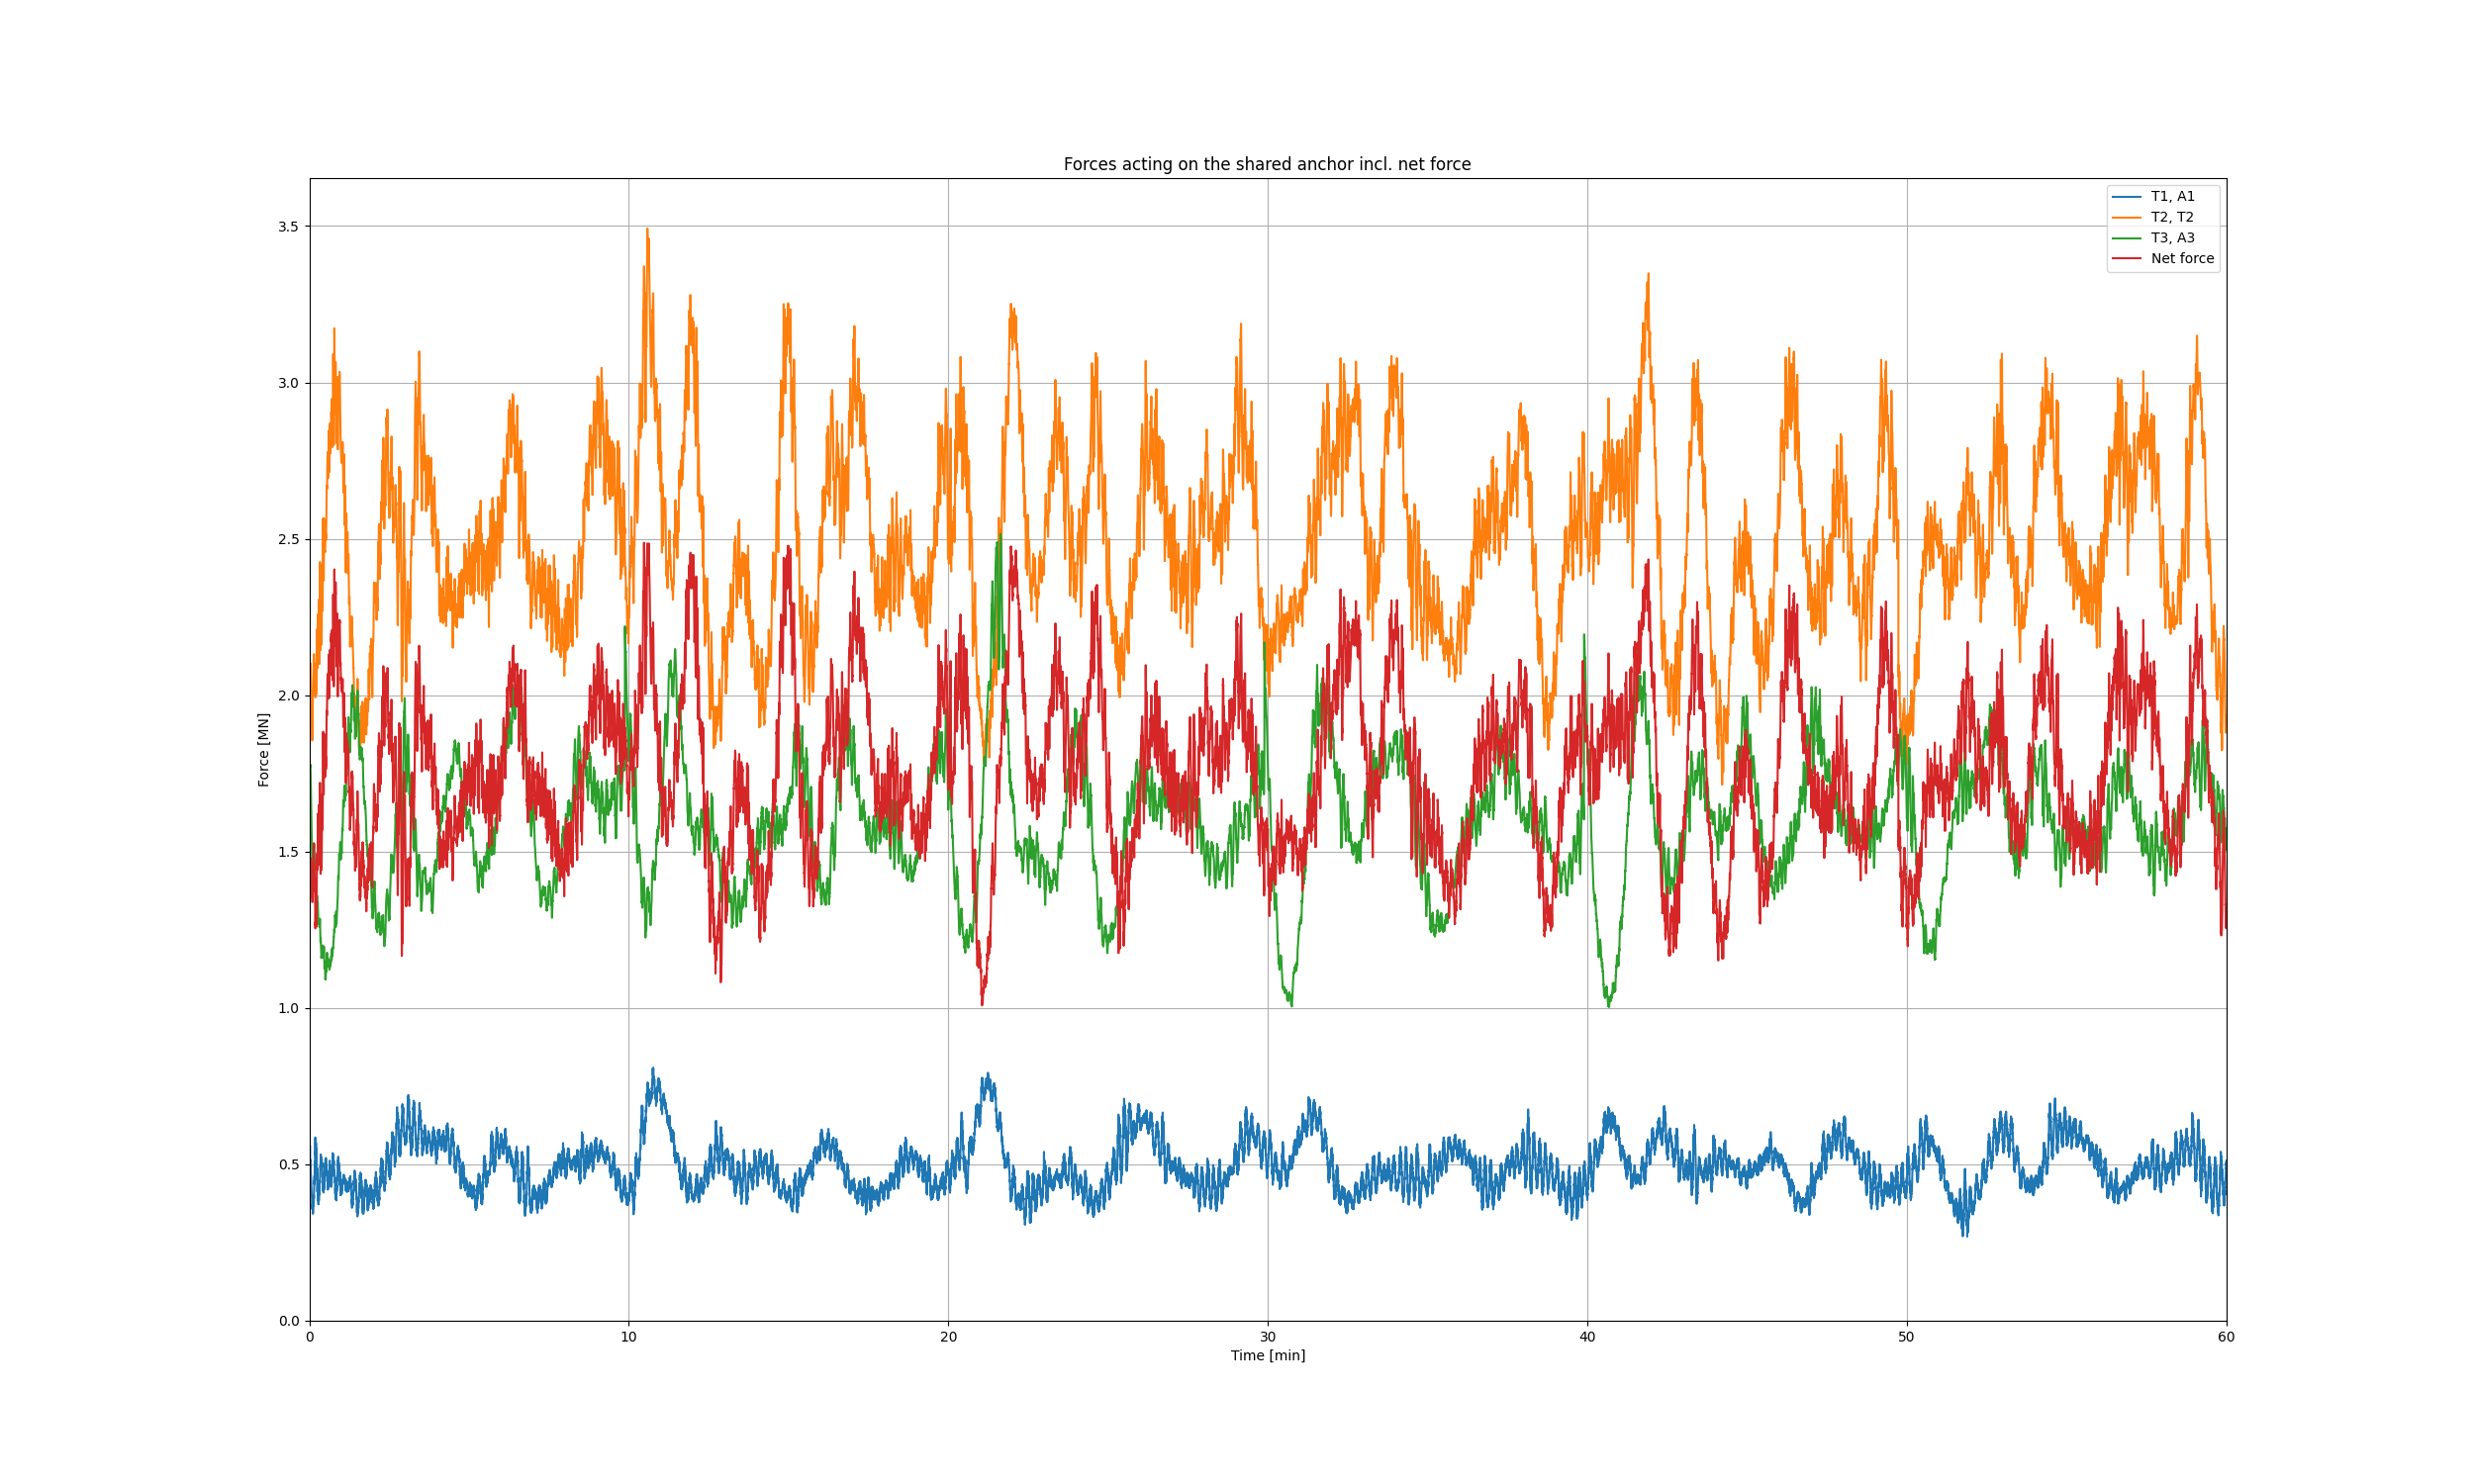 Forces acting on the shared anchor incl. net force
T1, A1
T2, T2
T3, A3
Net force
3.5
3.0
2.5
2.0
1.5
1.0
0.5
0.0
Force [MN]
0 10 20 30 40 50 60
Time [min]